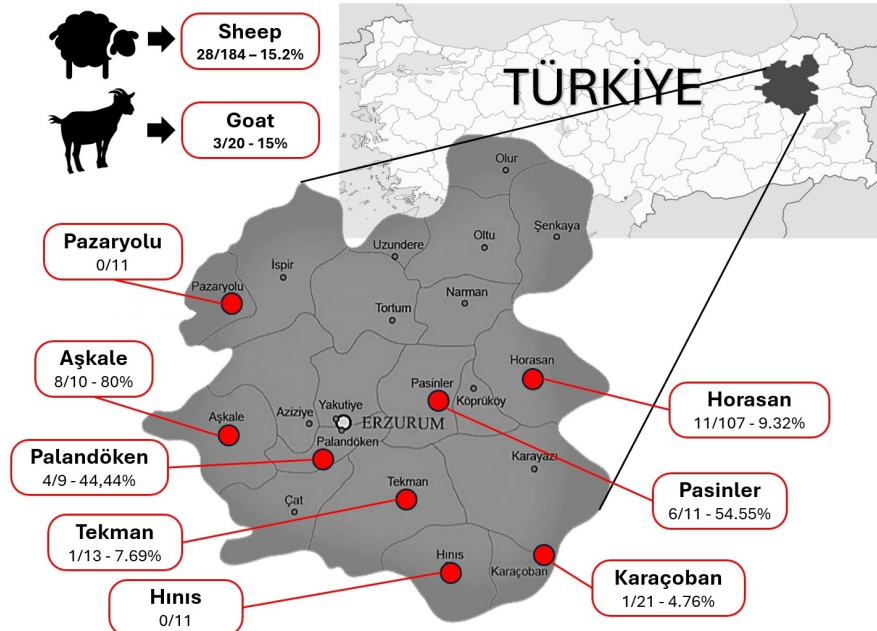 Sheep
28/184 – 15.2%
Goat
3/20 - 15%
TÜRKİYE
Olur
Şenkaya
Oltu
Uzundere
İspir
Pazaryolu
Narman
Tortum
Horasan
Pasinler
Köprüköy
Yakutiye
Aziziye
Aşkale
ERZURUM
Palandöken
Karayazı
Tekman
Çat
Hınıs
Karaçoban
Pazaryolu
0/11
Aşkale
8/10 - 80%
Palandöken
4/9 - 44,44%
Tekman
1/13 - 7.69%
Hınıs
0/11
Horasan
11/107 - 9.32%
Pasinler
6/11 - 54.55%
Karaçoban
1/21 - 4.76%